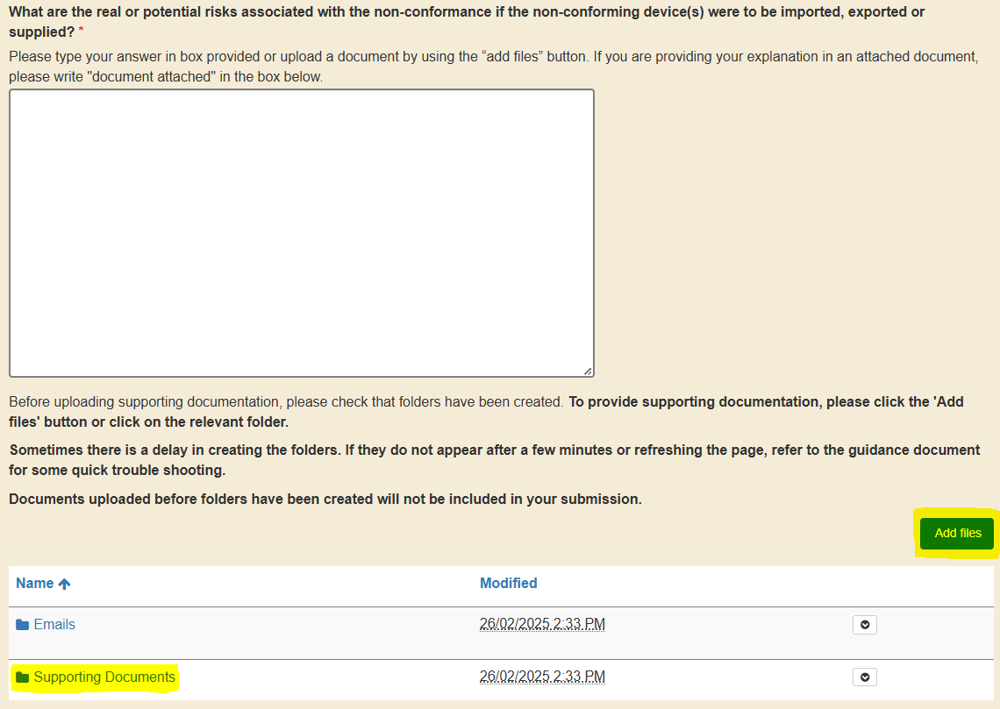 What are the real or potential risks associated with the non-conformance if the non-conforming device(s) were to be imported, exported or
supplied? *
Please type your answer in box provided or upload a document by using the “add files” button. If you are providing your explanation in an attached document,
please write "document attached" in the box below.
Before uploading supporting documentation, please check that folders have been created. To provide supporting documentation, please click the 'Add
files' button or click on the relevant folder.
Sometimes there is a delay in creating the folders. If they do not appear after a few minutes or refreshing the page, refer to the guidance document
for some quick trouble shooting.
Documents uploaded before folders have been created will not be included in your submission.
Add files
Name Modified
Emails 26/02/2025 2:33 PM
Supporting Documents 26/02/2025 2:33 PM